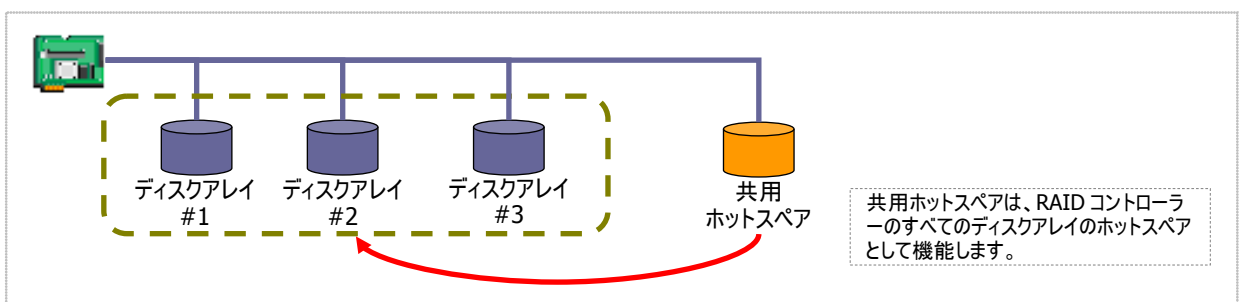 ディスクアレイ
#1
ディスクアレイ
#2
ディスクアレイ
#3
共用
ホットスペア
共用ホットスペアは、RAID コントローラ
ーのすべてのディスクアレイのホットスペア
として機能します。